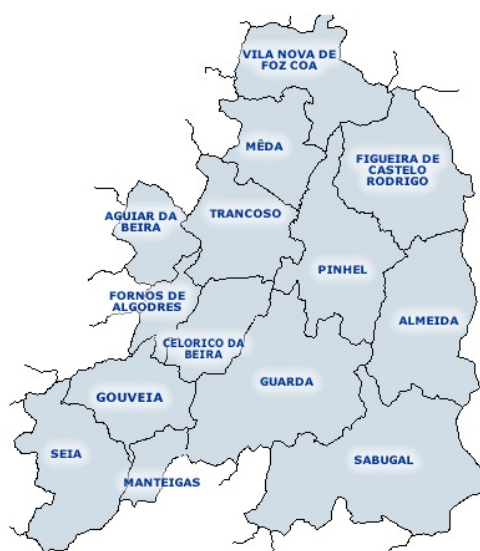 VILA NOVA DE
FOZ COA
MÊDA
FIGUEIRA DE
CASTELO
RODRIGO
AGUIAR DA
BEIRA
TRANCOSO
PINHEL
FORNOS DE
ALGODRES
ALMEIDA
CELORICO DA
BEIRA
GUARDA
GOUVEIA
SEIA
SABUGAL
MANTEIGAS